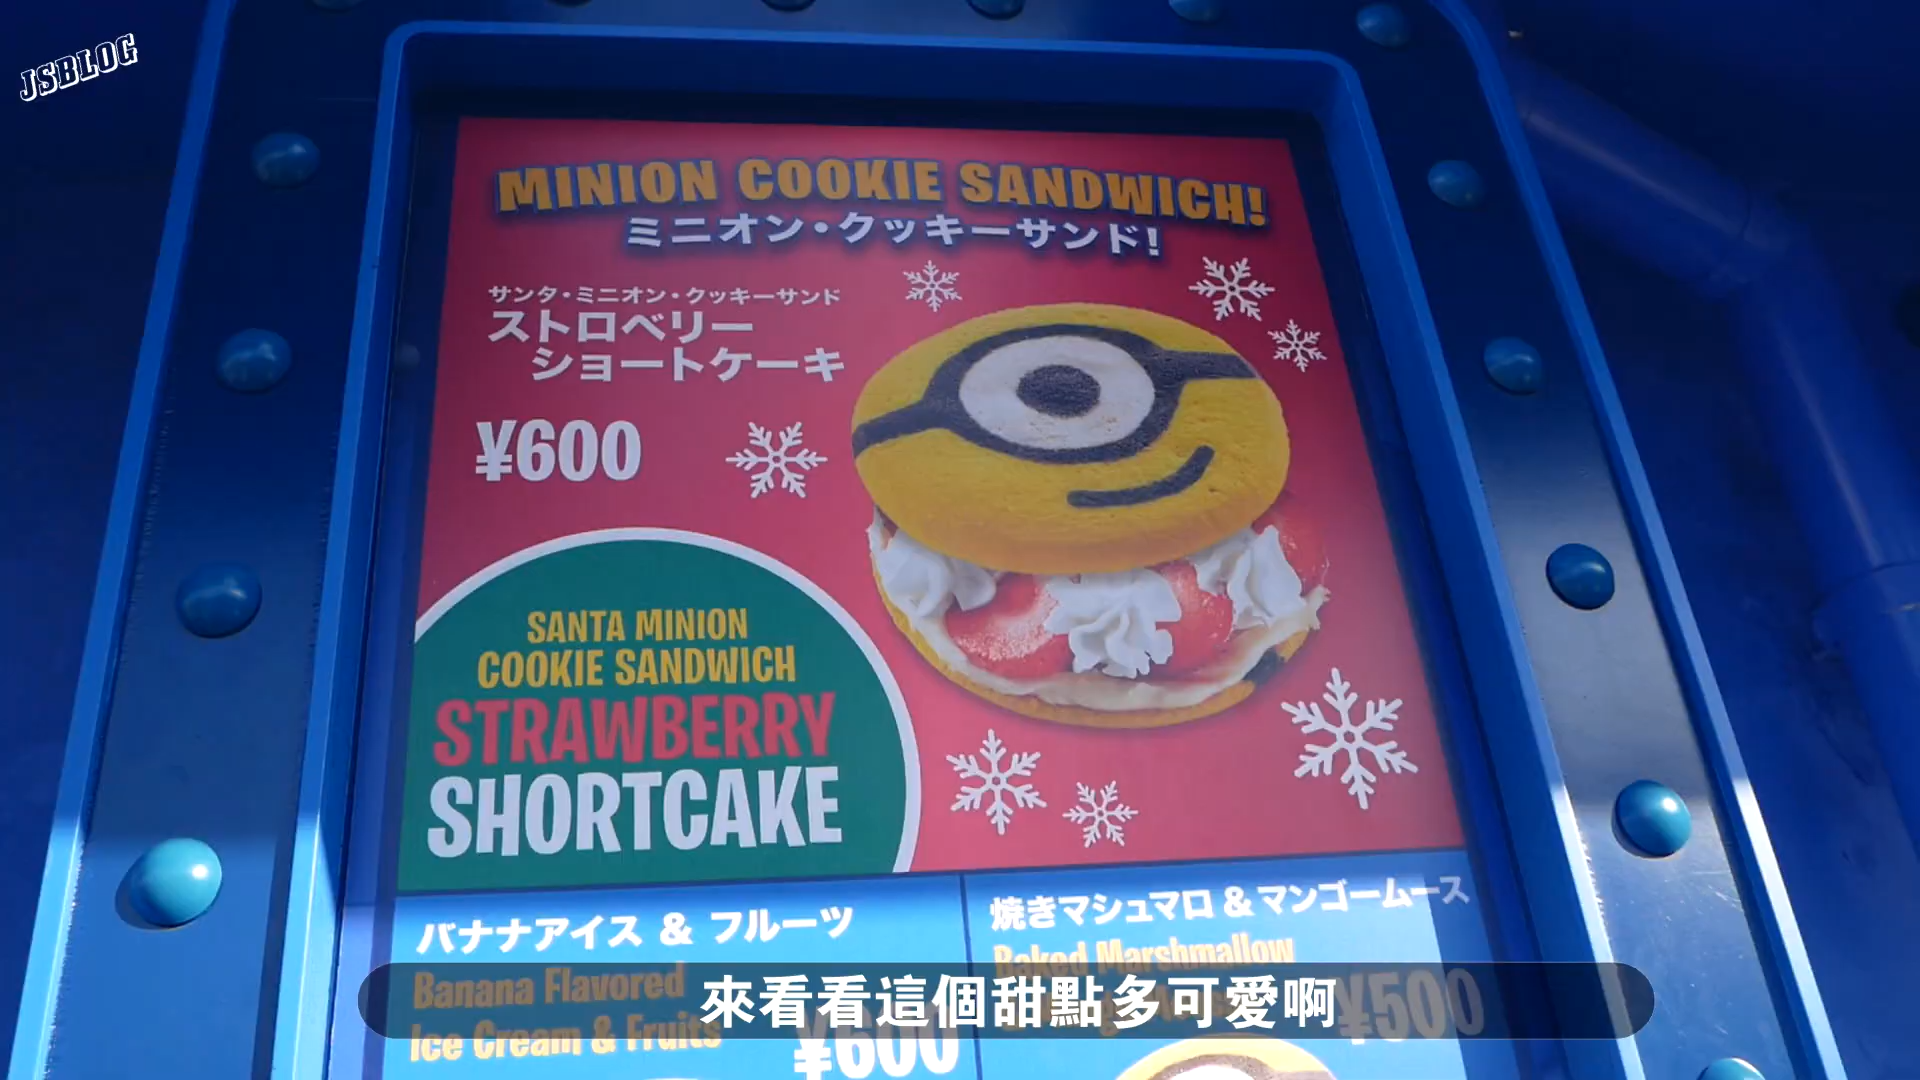 JSBLOG
MINION COOKIE SANDWICH!
ミニオン・クッキーサンド!
サンタ・ミニオン・クッキーサンド
ストロベリー
ショートケーキ
¥600
SANTA MINION
COOKIE SANDWICH
STRAWBERRY
SHORTCAKE
バナナアイス & フルーツ
Banana Flavored
Ice Cream & Fruits
¥600
焼きマシュマロ & マンゴームース
Baked Marshmallow
¥500
來看看這個甜點多可愛啊